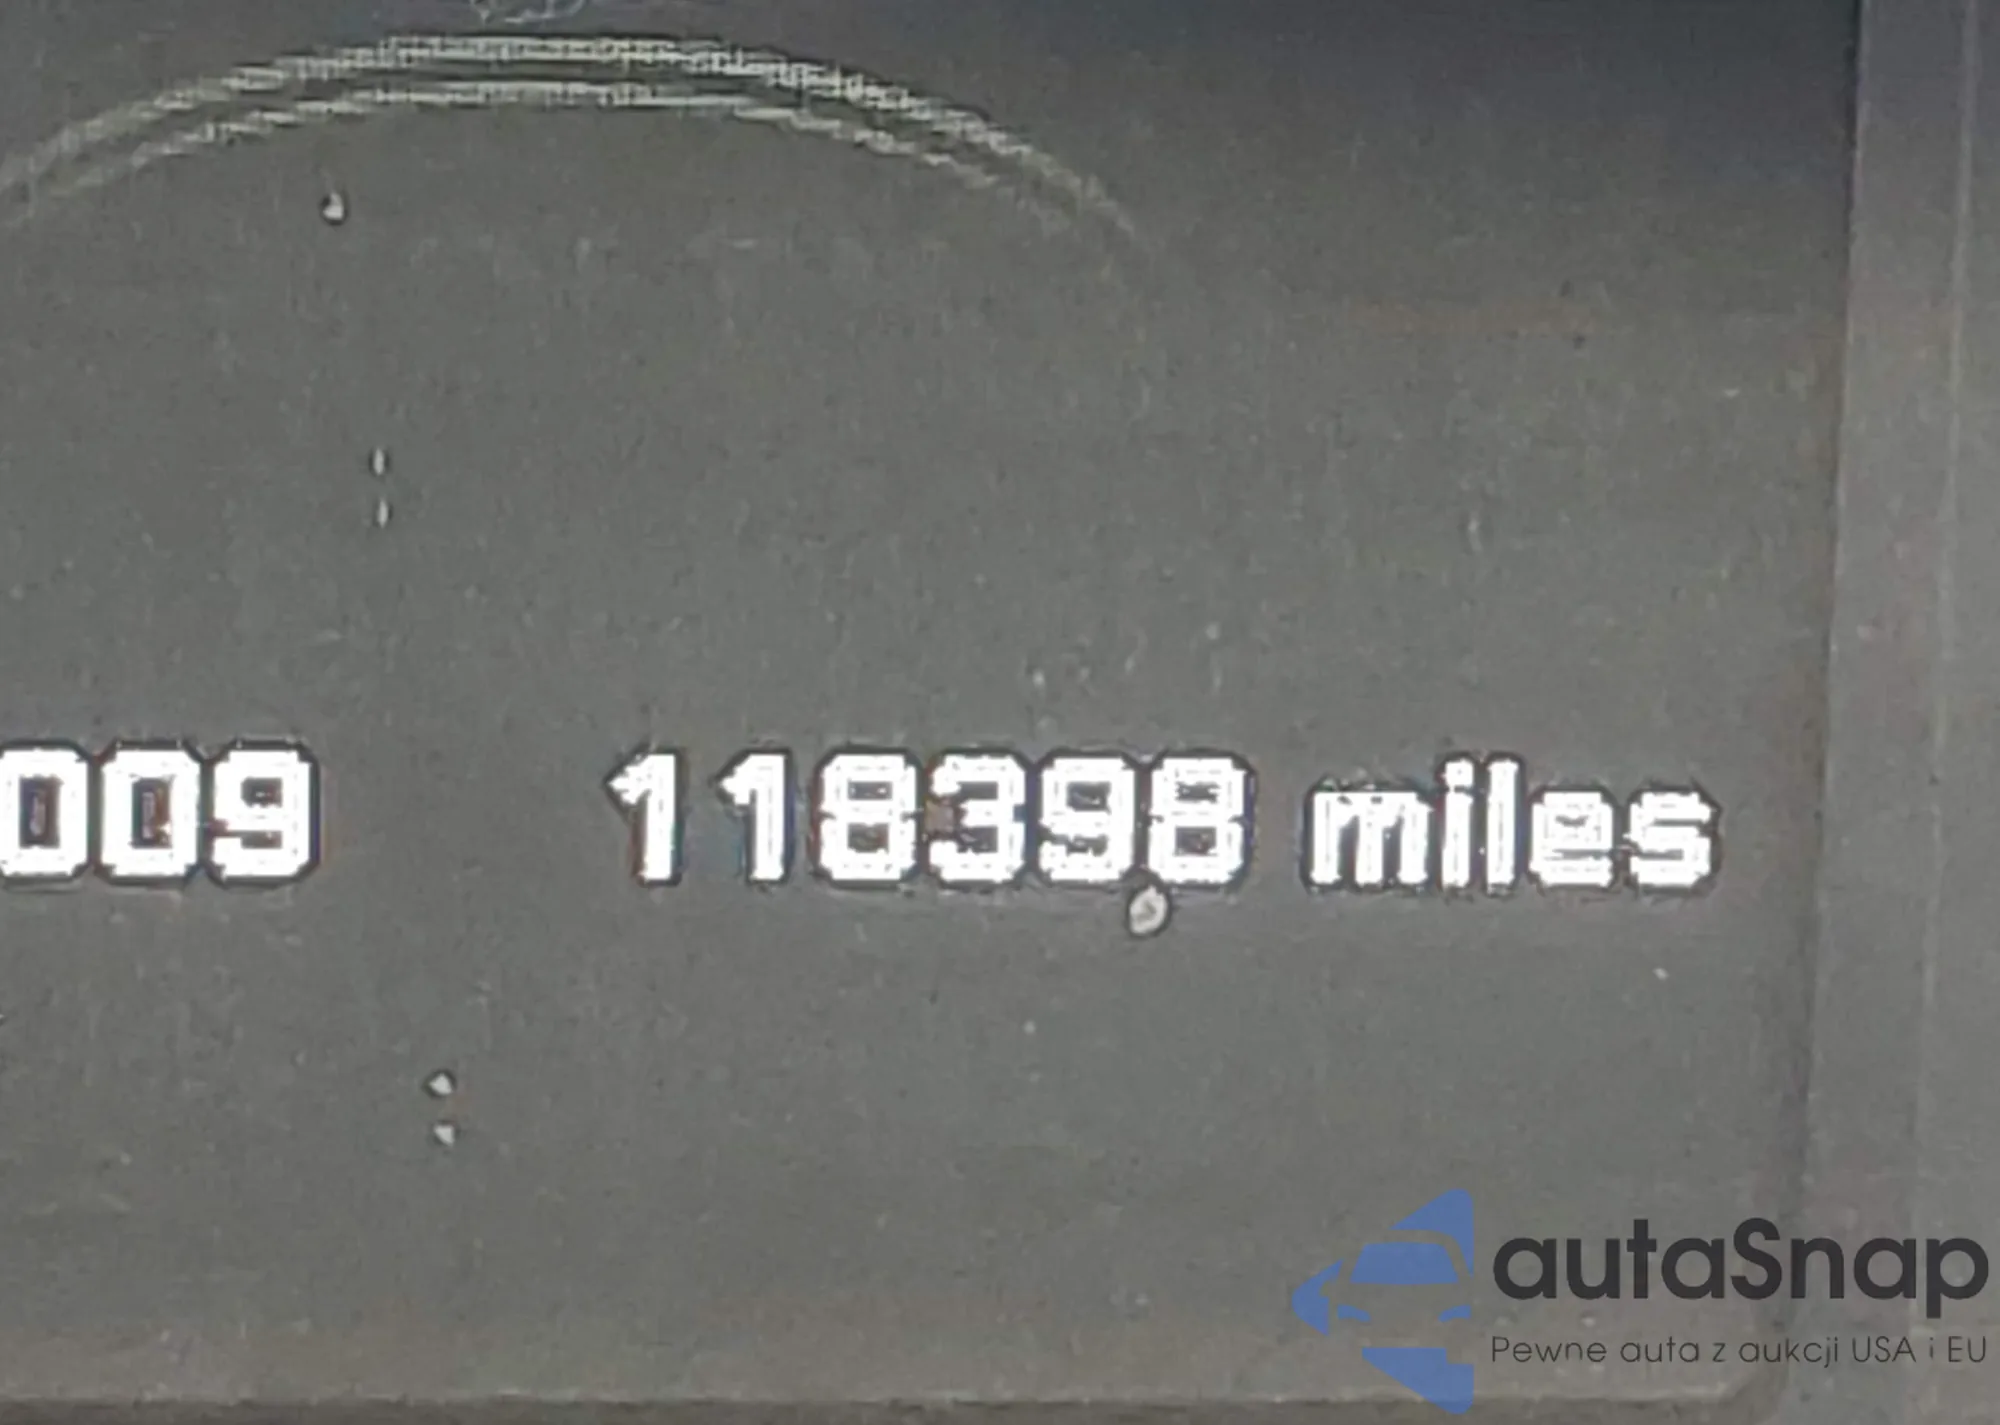 009 118398 miles
autaSnap
Pewne auta z aukcji USA i EU